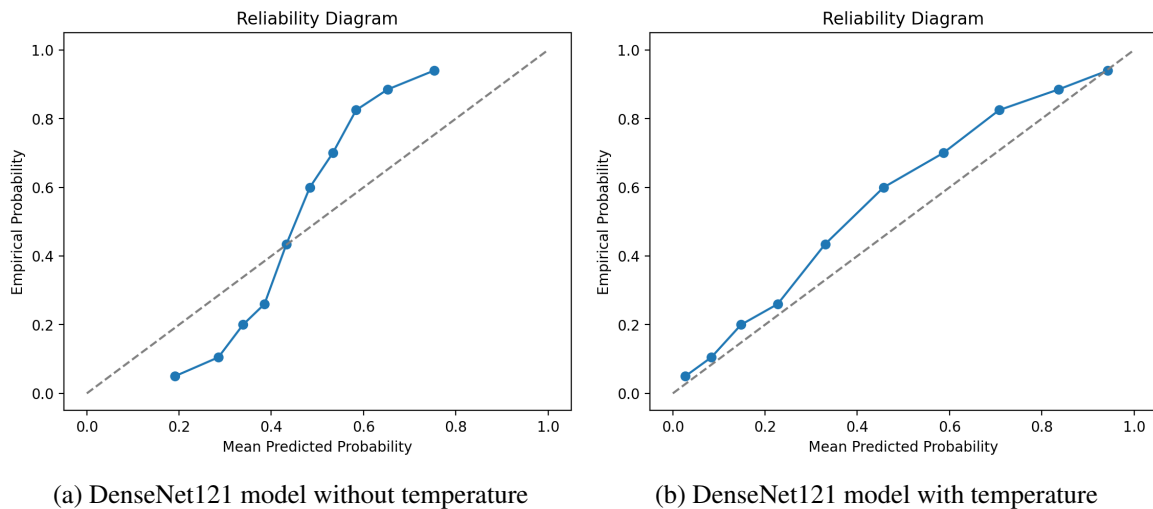 Reliability Diagram
1.0
0.8
0.6
0.4
0.2
0.0
Empirical Probability
0.0 0.2 0.4 0.6 0.8 1.0
Mean Predicted Probability
(a) DenseNet121 model without temperature
Reliability Diagram
1.0
0.8
0.6
0.4
0.2
0.0
Empirical Probability
0.0 0.2 0.4 0.6 0.8 1.0
Mean Predicted Probability
(b) DenseNet121 model with temperature